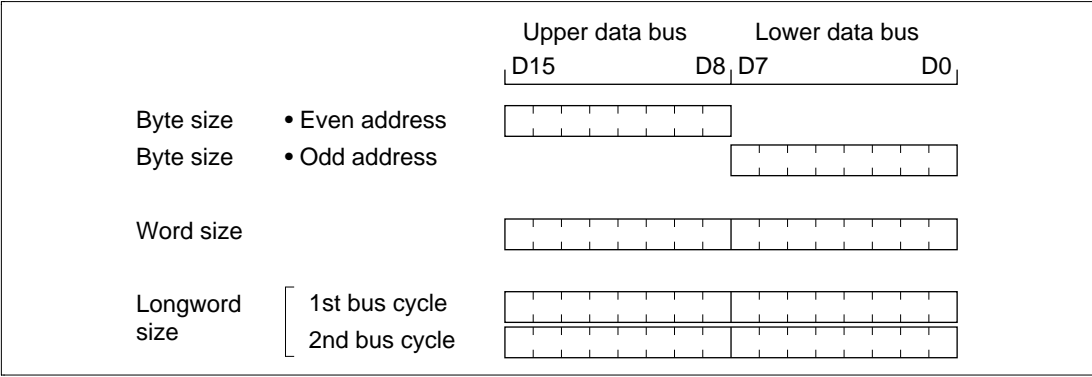 Upper data bus Lower data bus
D15 D8 D7 D0
Byte size • Even address
Byte size • Odd address
Word size
Longword size
1st bus cycle
2nd bus cycle